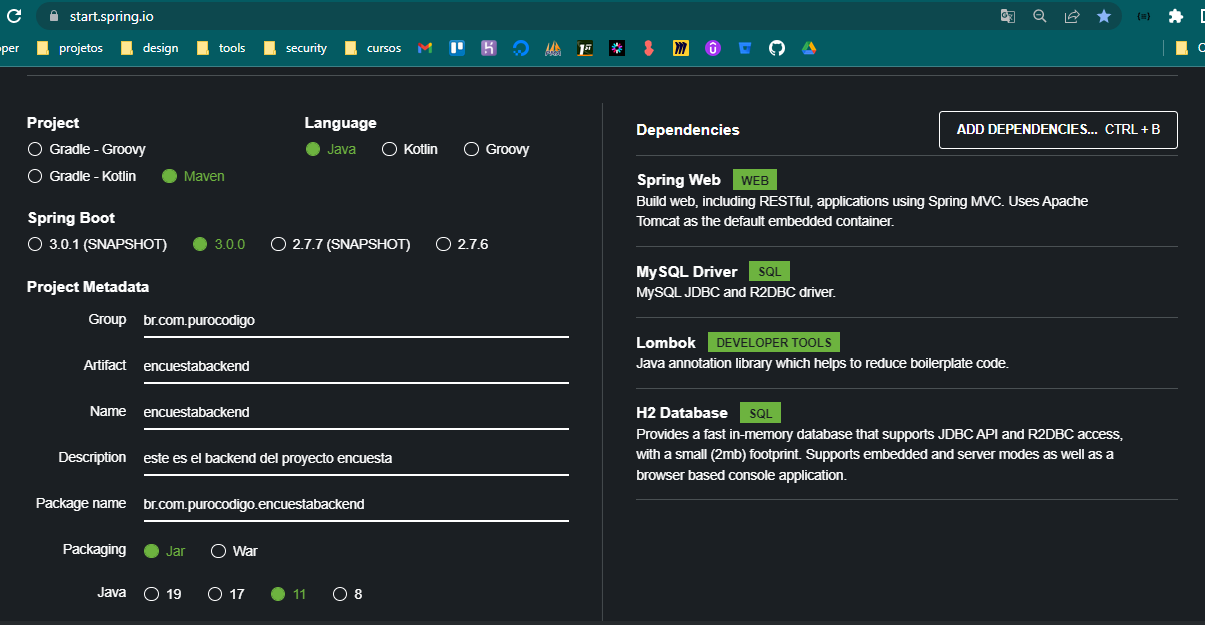 start.spring.io
per
projetos
design
tools
security
cursos
Project
Gradle - Groovy
Gradle - Kotlin
Maven
Language
Java
Kotlin
Groovy
Spring Boot
3.0.1 (SNAPSHOT)
3.0.0
2.7.7 (SNAPSHOT)
2.7.6
Project Metadata
Group
br.com.purocodigo
Artifact
encuestabackend
Name
encuestabackend
Description
este es el backend del proyecto encuesta
Package name
br.com.purocodigo.encuestabackend
Packaging
Jar
War
Java
19
17
11
8
Dependencies
ADD DEPENDENCIES... CTRL + B
Spring Web WEB
Build web, including RESTful, applications using Spring MVC. Uses Apache
Tomcat as the default embedded container.
MySQL Driver SQL
MySQL JDBC and R2DBC driver.
Lombok DEVELOPER TOOLS
Java annotation library which helps to reduce boilerplate code.
H2 Database SQL
Provides a fast in-memory database that supports JDBC API and R2DBC access,
with a small (2mb) footprint. Supports embedded and server modes as well as a
browser based console application.